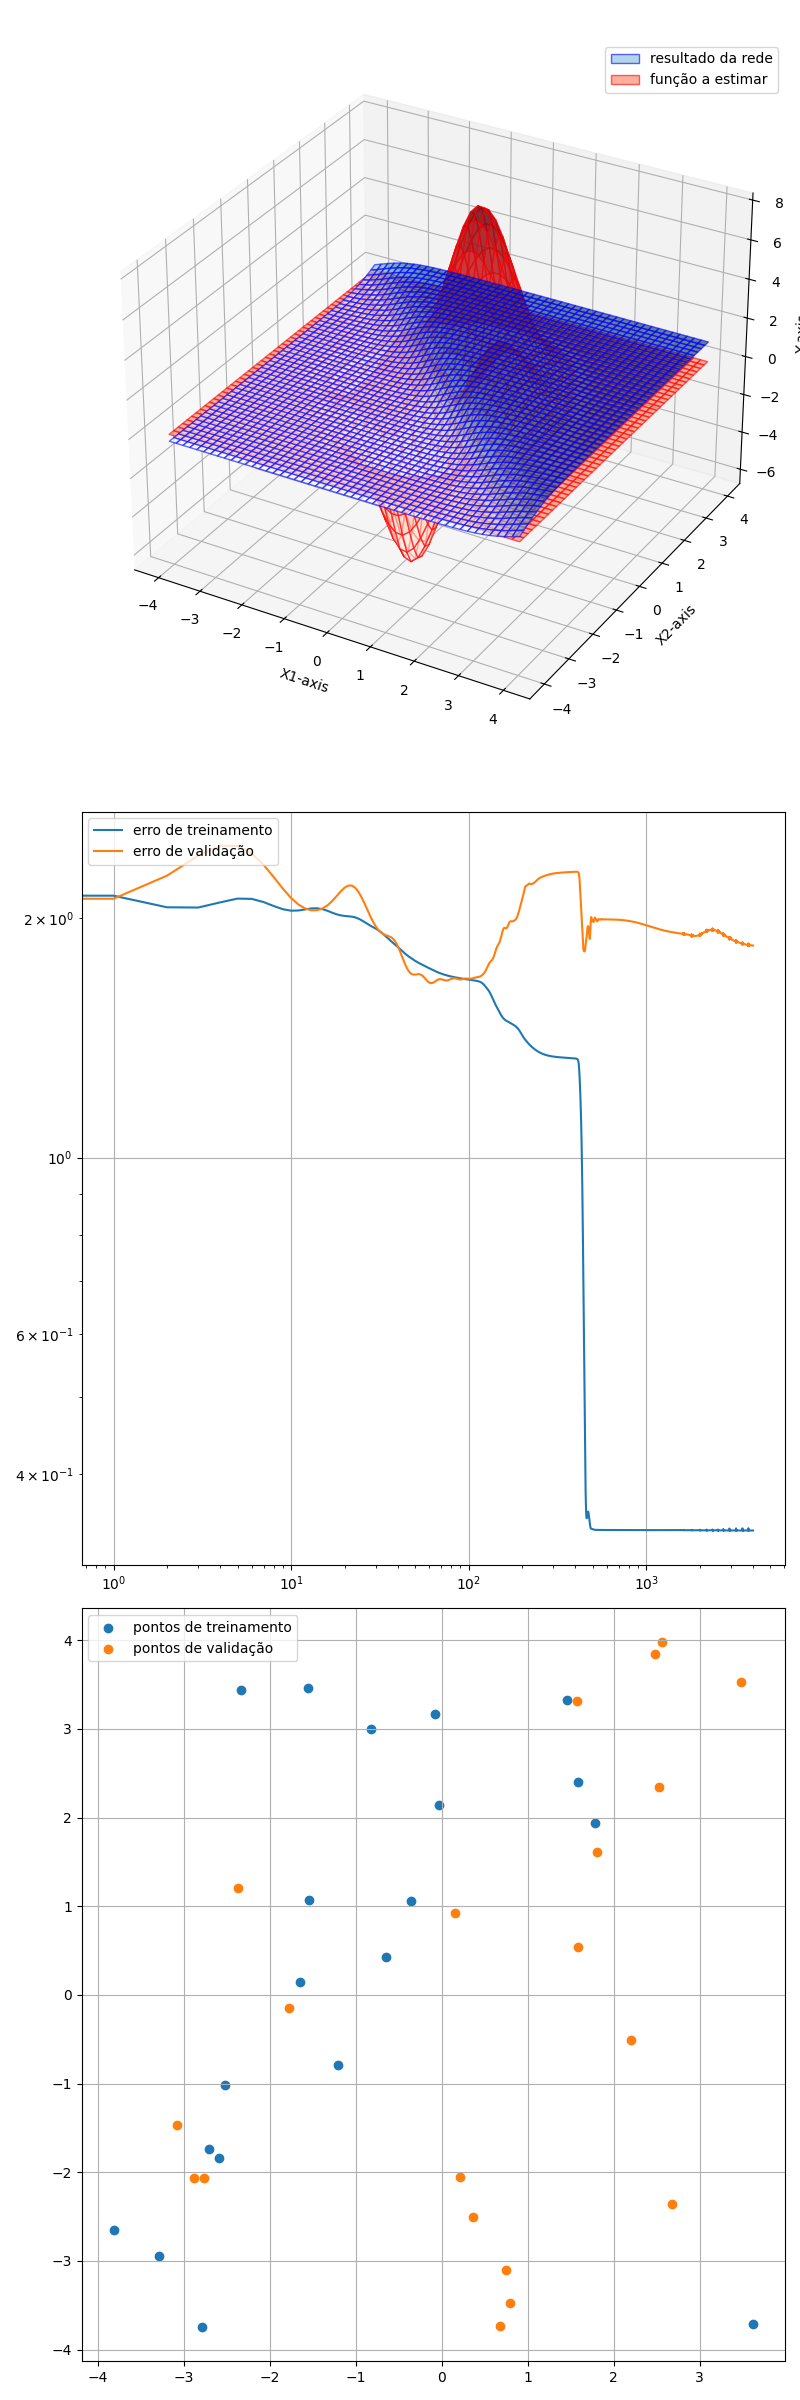 resultado da rede
função a estimar
8
6
4
2
0
−2
−4
−6
4
3
2
1
0
−1
−2
−3
−4
X2-axis
−4
−3
−2
−1
0
1
2
3
4
X1-axis
erro de treinamento
erro de validação
2 × 10⁰
10⁰
6 × 10⁻¹
4 × 10⁻¹
10⁰ 10¹ 10² 10³
pontos de treinamento
pontos de validação
4
3
2
1
0
−1
−2
−3
−4
−4 −3 −2 −1 0 1 2 3